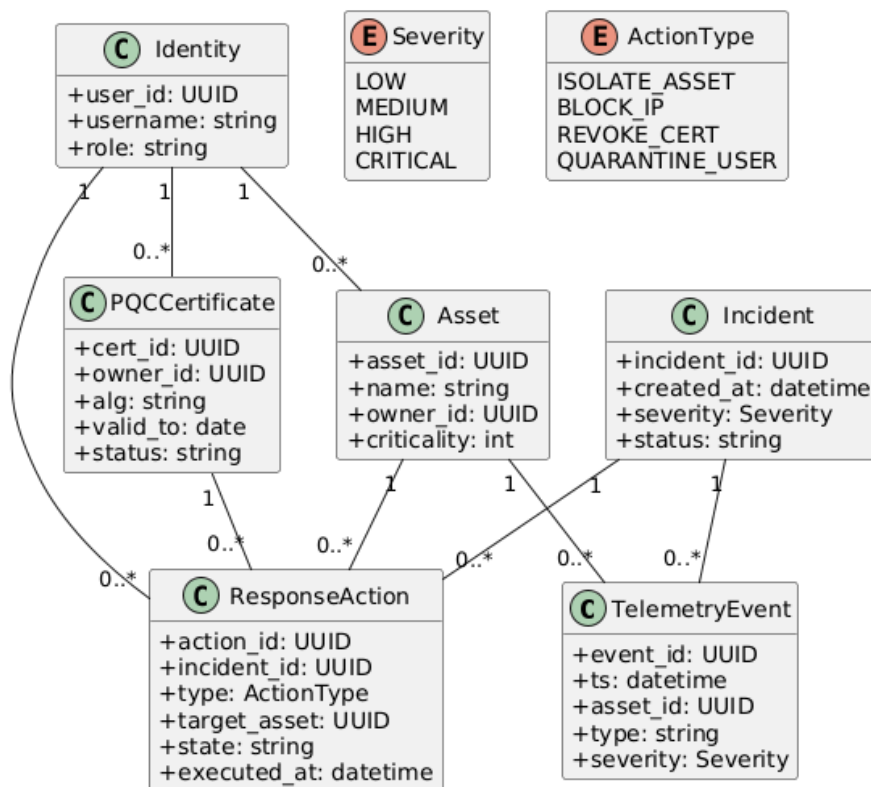 C Identity
+user_id: UUID
+username: string
+role: string
E Severity
LOW
MEDIUM
HIGH
CRITICAL
E ActionType
ISOLATE_ASSET
BLOCK_IP
REVOKE_CERT
QUARANTINE_USER
1
1
1
0..*
0..*
C PQCCertificate
+cert_id: UUID
+owner_id: UUID
+alg: string
+valid_to: date
+status: string
C Asset
+asset_id: UUID
+name: string
+owner_id: UUID
+criticality: int
C Incident
+incident_id: UUID
+created_at: datetime
+severity: Severity
+status: string
1
1
1
1
1
0..*
0..*
0..*
0..*
0..*
0..*
C ResponseAction
+action_id: UUID
+incident_id: UUID
+type: ActionType
+target_asset: UUID
+state: string
+executed_at: datetime
C TelemetryEvent
+event_id: UUID
+ts: datetime
+asset_id: UUID
+type: string
+severity: Severity